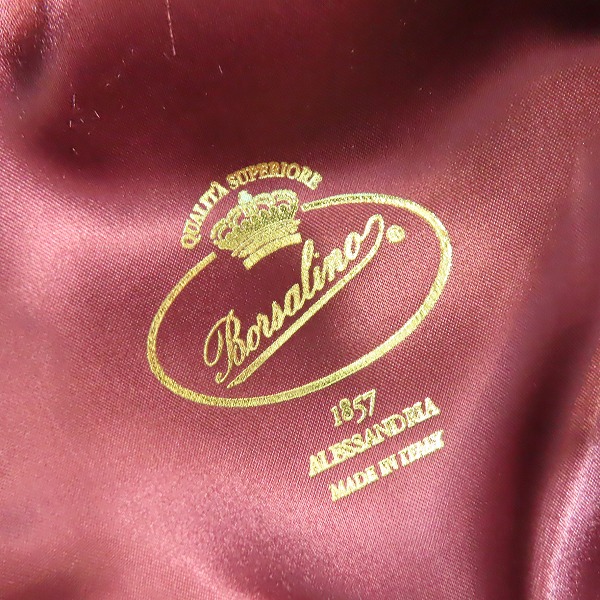 QUALITÀ SUPERIORE
Borsalino®
1857
ALESSANDRIA
MADE IN ITALY